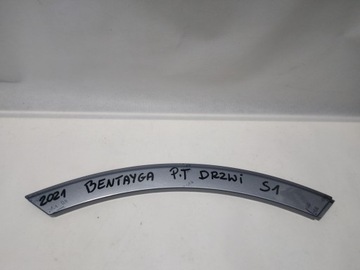 2021 BENTAYGA P.T DRZWI S1